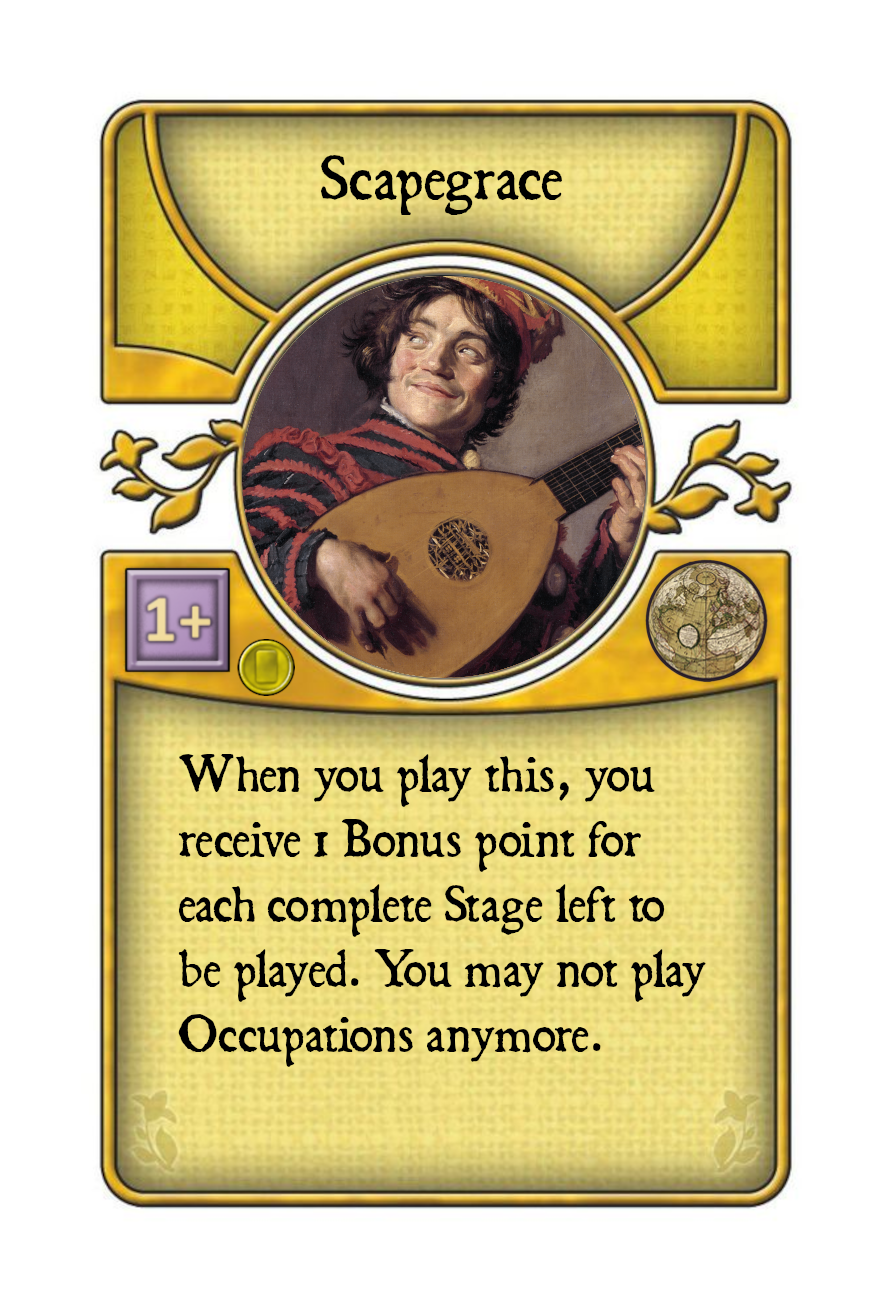 Scapegrace
1+
When you play this, you
receive 1 Bonus point for
each complete Stage left to
be played. You may not play
Occupations anymore.